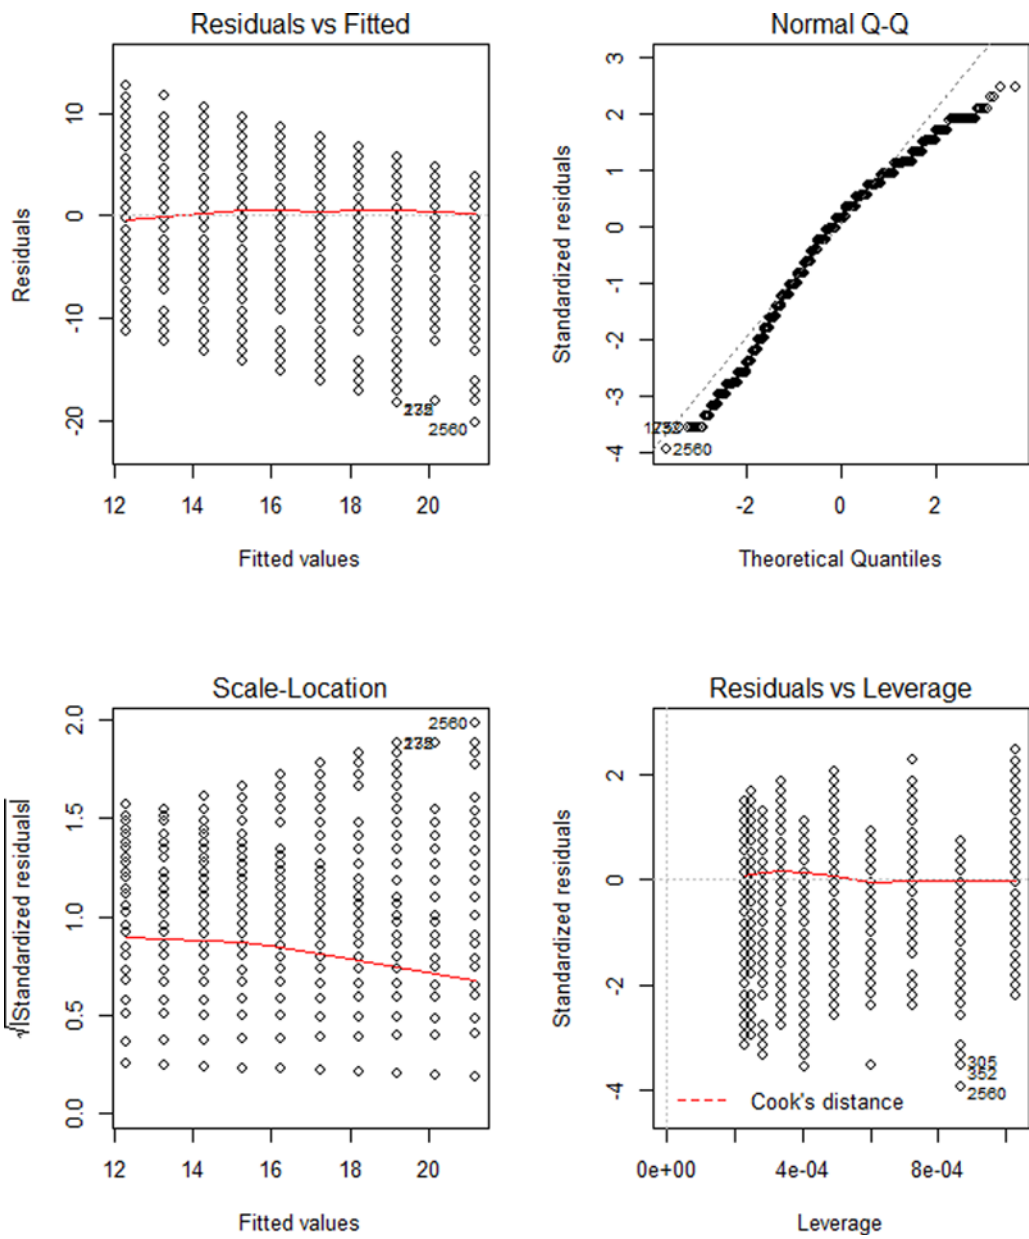 Residuals vs Fitted
Residuals
10
0
-10
-20
2560
12 14 16 18 20
Fitted values
Normal Q-Q
Standardized residuals
3
2
1
0
-1
-2
-3
-4
2560
-2 0 2
Theoretical Quantiles
Scale-Location
√|Standardized residuals|
2.0
1.5
1.0
0.5
0.0
2560
12 14 16 18 20
Fitted values
Residuals vs Leverage
Standardized residuals
2
0
-2
-4
305
352
2560
Cook's distance
0e+00 4e-04 8e-04
Leverage